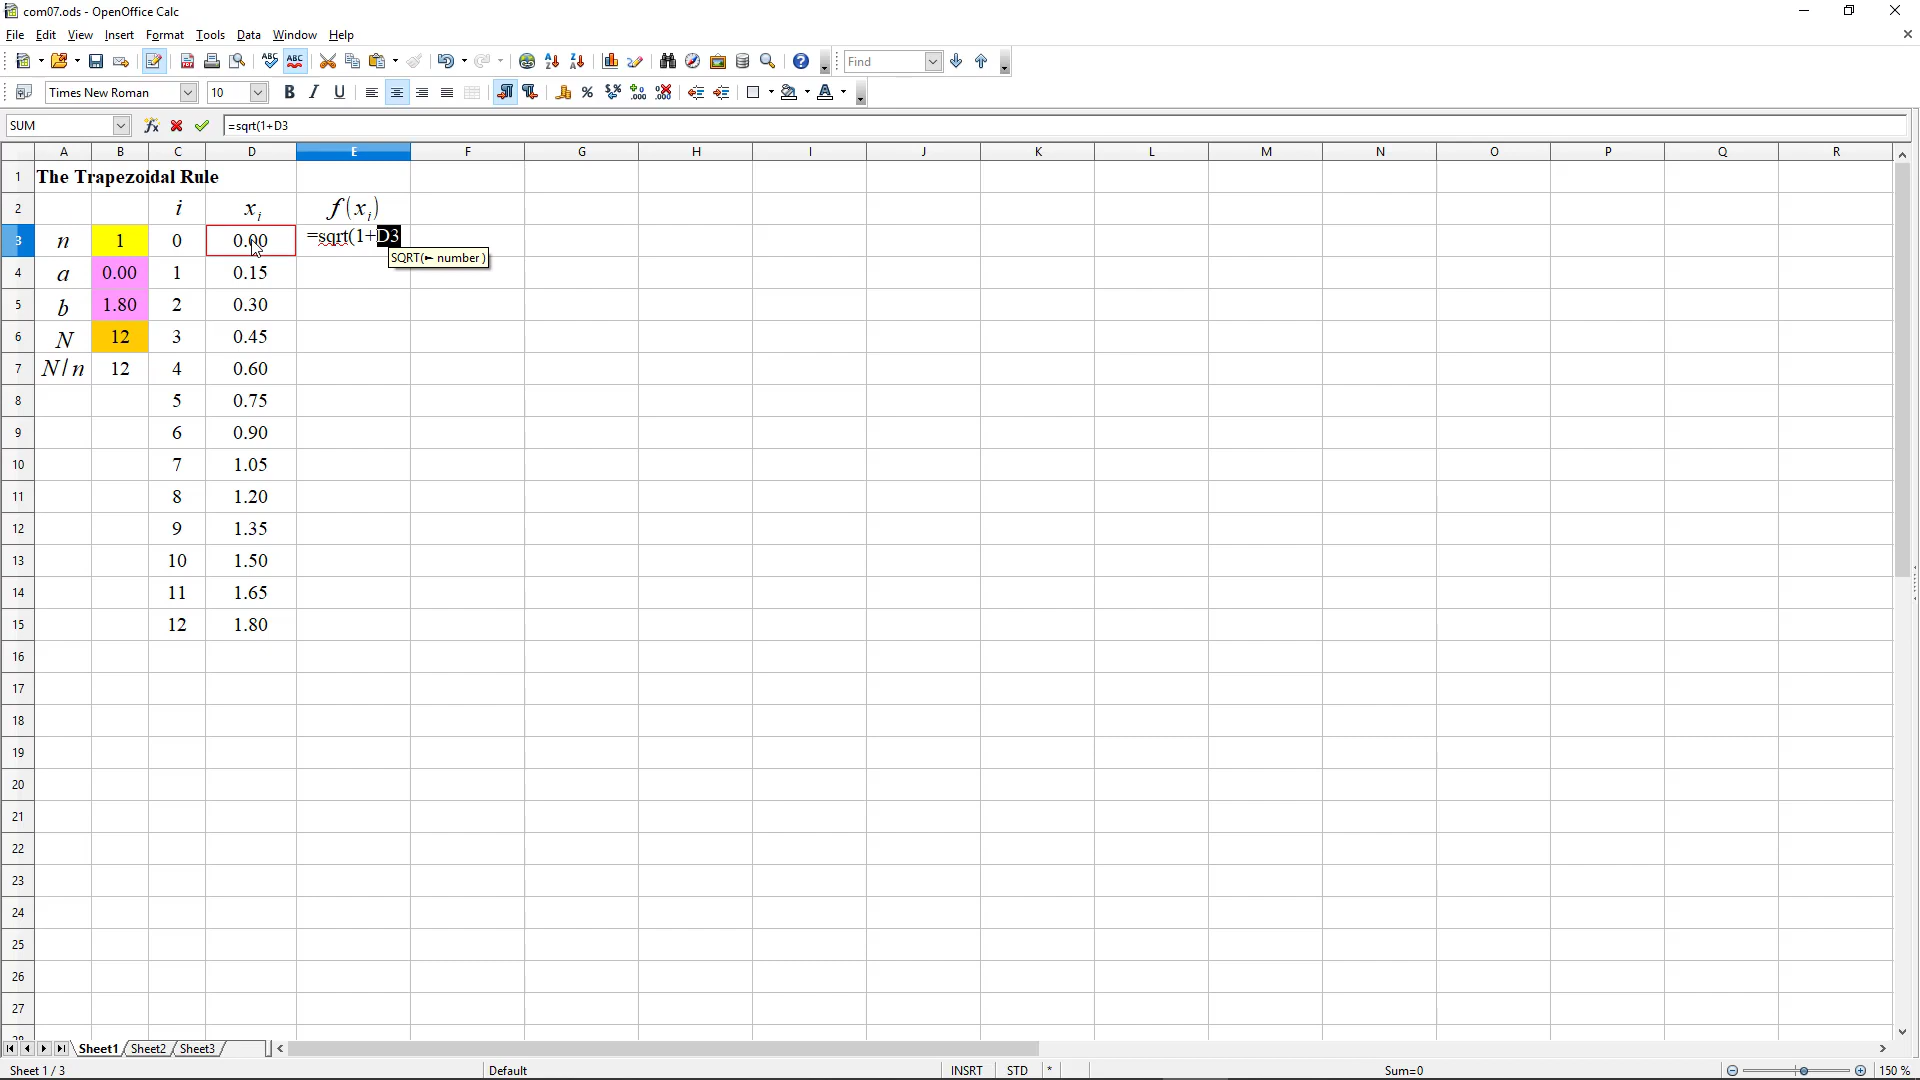 com07.ods - OpenOffice Calc
File Edit View Insert Format Tools Data Window Help
Find
Times New Roman 10
SUM =sqrt(1+D3
A B C D E F G H I J K L M N O P Q R
1 The Trapezoidal Rule
2 i xᵢ f(xᵢ)
3 n 1 0 0.00 =sqrt(1+D3
SQRT( number )
4 a 0.00 1 0.15
5 b 1.80 2 0.30
6 N 12 3 0.45
7 N/n 12 4 0.60
8 5 0.75
9 6 0.90
10 7 1.05
11 8 1.20
12 9 1.35
13 10 1.50
14 11 1.65
15 12 1.80
16
17
18
19
20
21
22
23
24
25
26
27
28
Sheet1 Sheet2 Sheet3
Sheet 1 / 3 Default INSRT STD * Sum=0 150 %